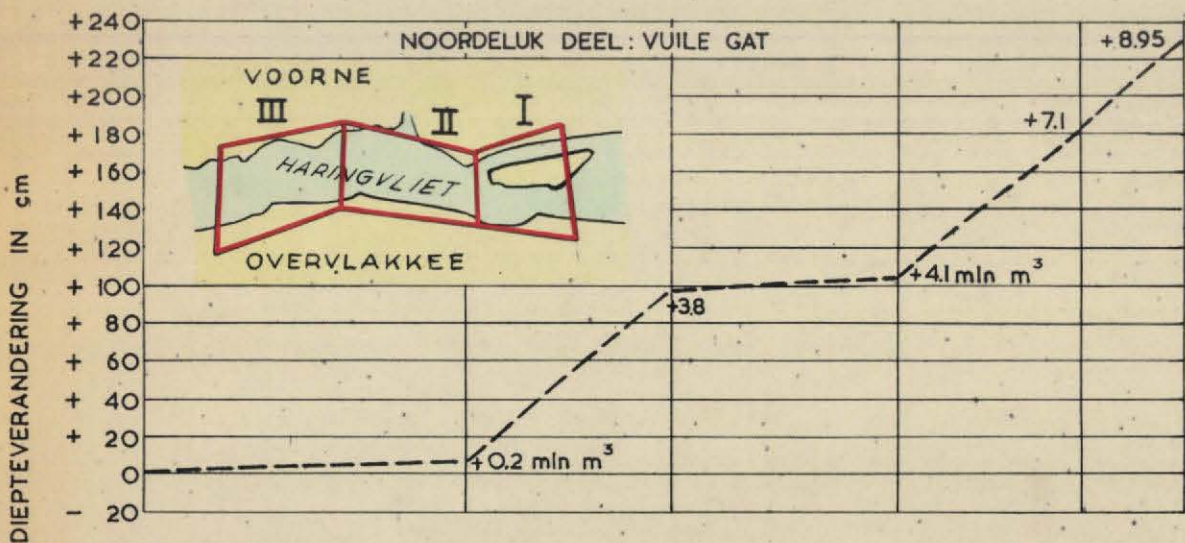 DIEPTEVERANDERING IN cm
+240
+220
+200
+180
+160
+140
+120
+100
+ 80
+ 60
+ 40
+ 20
0
- 20
NOORDELIJK DEEL: VUILE GAT
VOORNE
III
II
I
HARINGVLIET
OVERVLAKKEE
+0.2 mln m³
+3.8
+4.1 mln m³
+7.1
+8.95